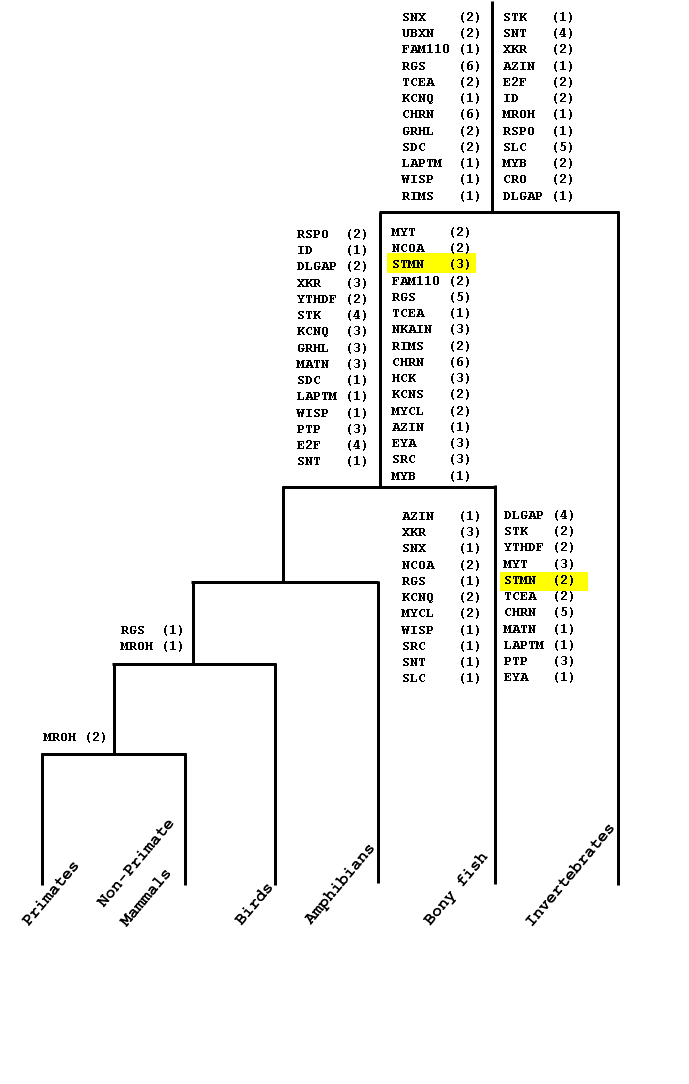 SNX (2) STK (1)
UBXN (2) SNT (4)
FAM110 (1) XKR (2)
RGS (6) AZIN (1)
TCEA (2) E2F (2)
KCNQ (1) ID (2)
CHRN (6) MROH (1)
GRHL (2) RSPO (1)
SDC (2) SLC (5)
LAPTM (1) MYB (2)
WISP (1) CRO (2)
RIMS (1) DLGAP (1)
RSPO (2) MYT (2)
ID (1) NCOA (2)
DLGAP (2) STMN (3)
XKR (3) FAM110 (2)
YTHDF (2) RGS (5)
STK (4) TCEA (1)
KCNQ (3) NKAIN (3)
GRHL (3) RIMS (2)
MATN (3) CHRN (6)
SDC (1) HCK (3)
LAPTM (1) KCNS (2)
WISP (1) MYCL (2)
PTP (3) AZIN (1)
E2F (4) EYA (3)
SNT (1) SRC (3)
MYB (1)
AZIN (1) DLGAP (4)
XKR (3) STK (2)
SNX (1) YTHDF (2)
NCOA (2) MYT (3)
RGS (1) STMN (2)
KCNQ (2) TCEA (2)
MYCL (2) CHRN (5)
WISP (1) MATN (1)
SRC (1) LAPTM (1)
SNT (1) PTP (3)
SLC (1) EYA (1)
RGS (1)
MROH (1)
MROH (2)
Primates
Non-Primate
Mammals
Birds
Amphibians
Bony fish
Invertebrates